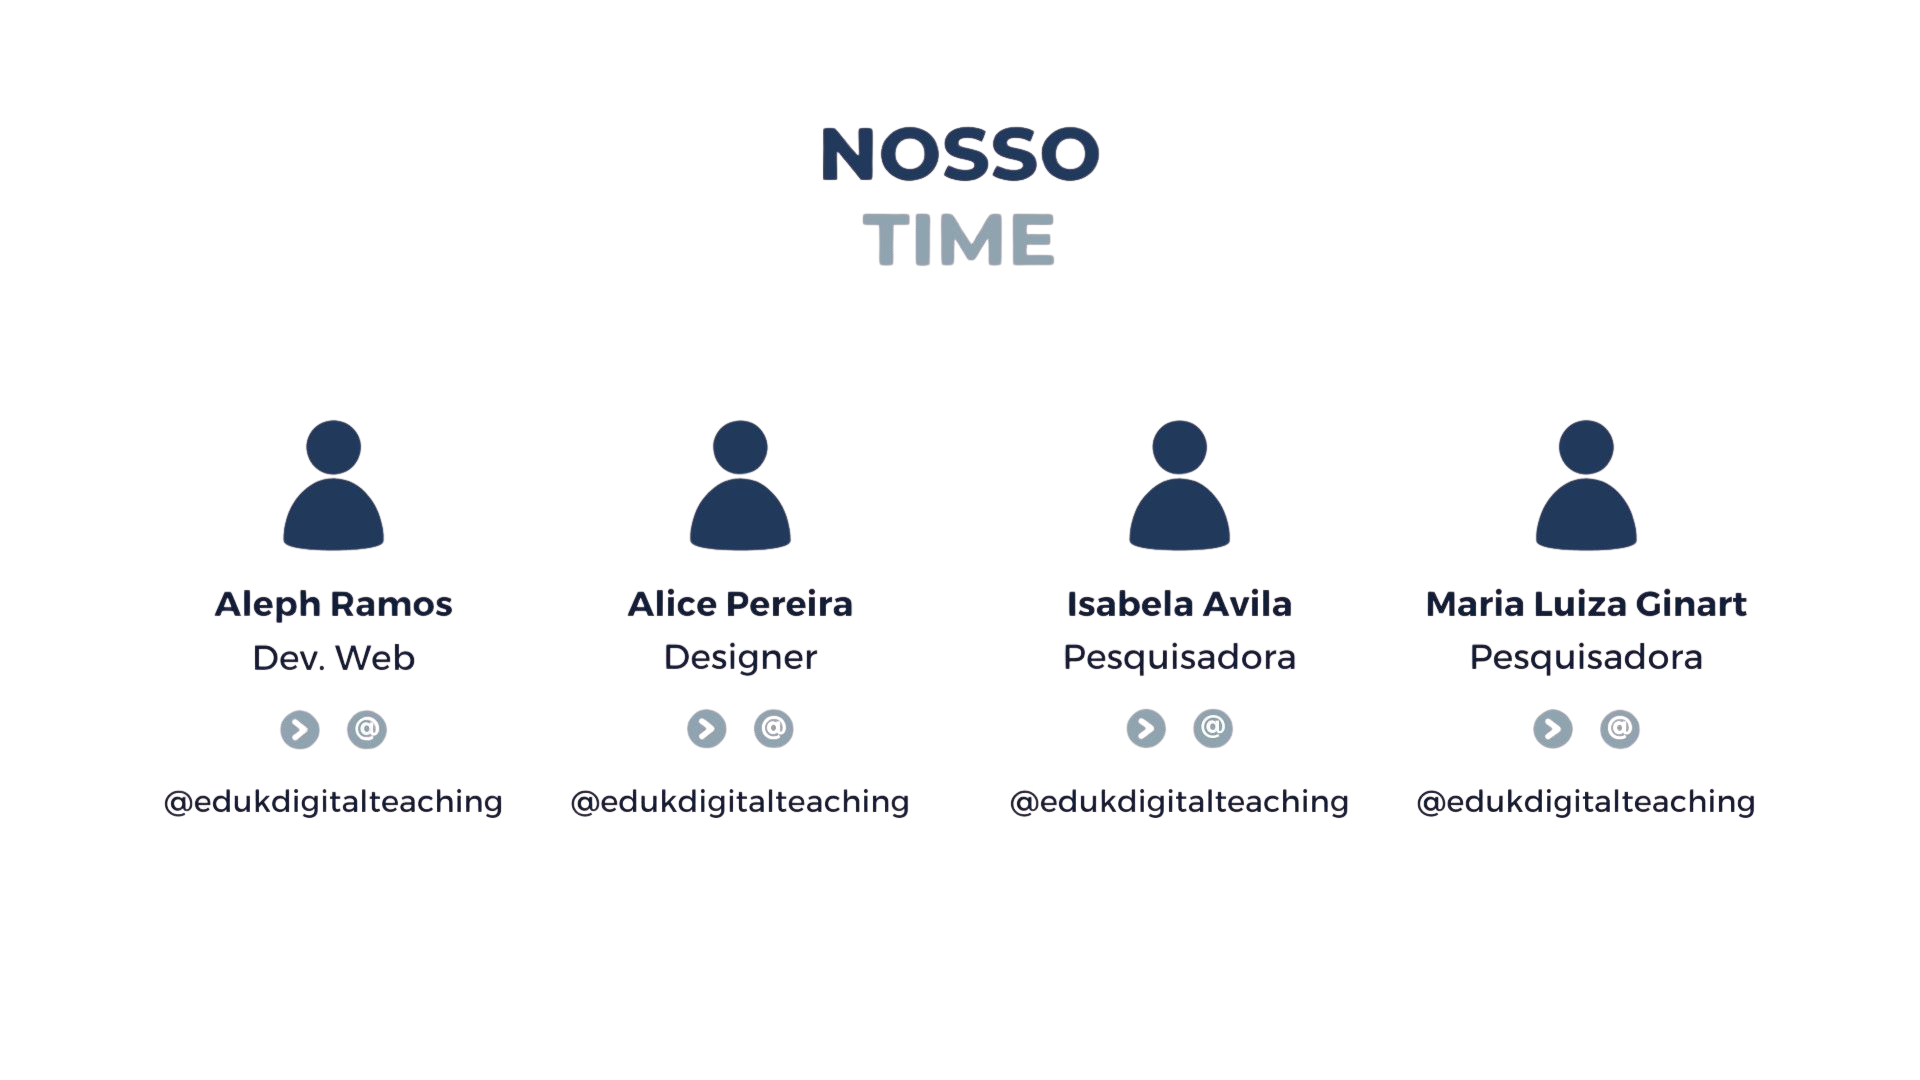 NOSSO
TIME
Aleph Ramos
Dev. Web
@
@edukdigitalteaching
Alice Pereira
Designer
@
@edukdigitalteaching
Isabela Avila
Pesquisadora
@
@edukdigitalteaching
Maria Luiza Ginart
Pesquisadora
@
@edukdigitalteaching